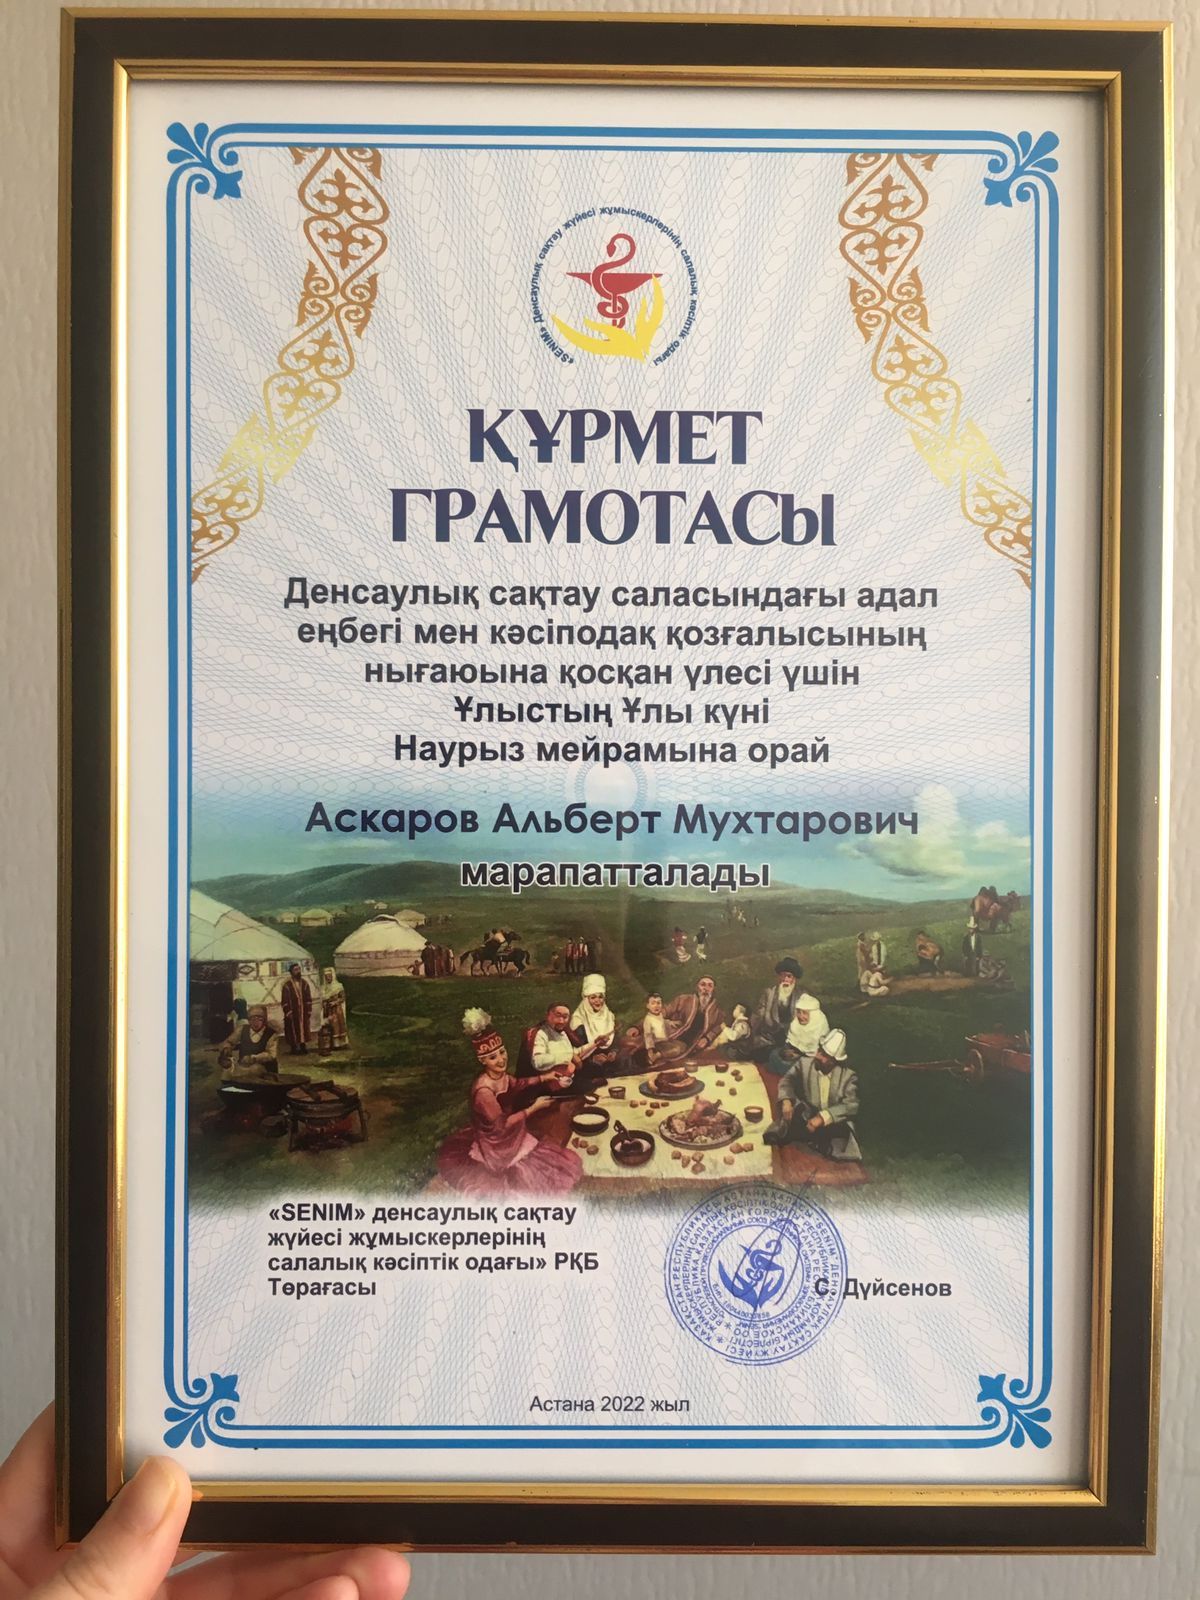 «SENIM» Денсаулық сақтау жүйесі жұмыскерлерінің салалық кәсіптік одағы
ҚҰРМЕТ
ГРАМОТАСЫ
Денсаулық сақтау саласындағы адал
еңбегі мен кәсіподақ қозғалысының
нығаюына қосқан үлесі үшін
Ұлыстың Ұлы күні
Наурыз мейрамына орай
Аскаров Альберт Мухтарович
марапатталады
«SENIM» денсаулық сақтау
жүйесі жұмыскерлерінің
салалық кәсіптік одағы» РҚБ
Төрағасы
С. Дүйсенов
Астана 2022 жыл